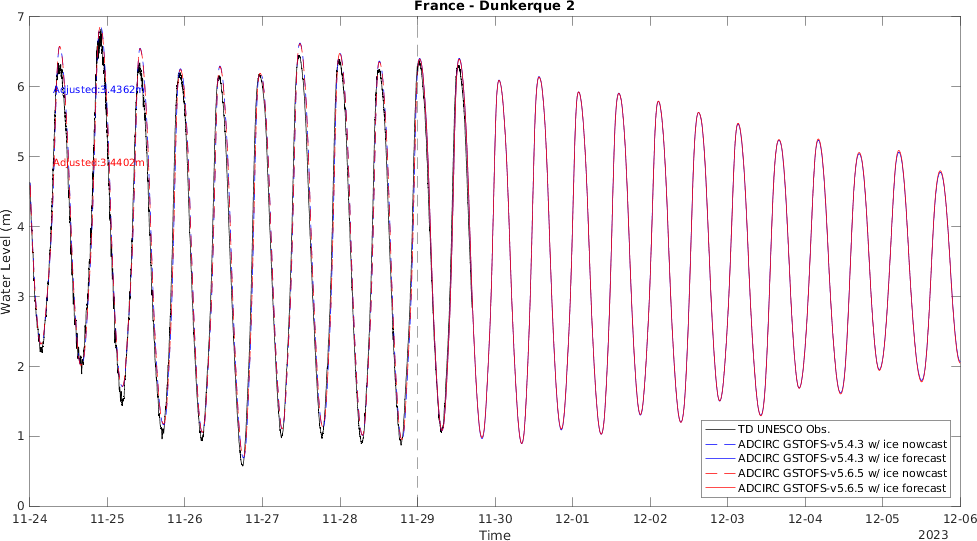 France - Dunkerque 2
Water Level (m)
7
6
5
4
3
2
1
0
Adjusted:3.4362m
Adjusted:3.4402m
TD UNESCO Obs.
ADCIRC GSTOFS-v5.4.3 w/ ice nowcast
ADCIRC GSTOFS-v5.4.3 w/ ice forecast
ADCIRC GSTOFS-v5.6.5 w/ ice nowcast
ADCIRC GSTOFS-v5.6.5 w/ ice forecast
11-24 11-25 11-26 11-27 11-28 11-29 11-30 12-01 12-02 12-03 12-04 12-05 12-06
Time
2023